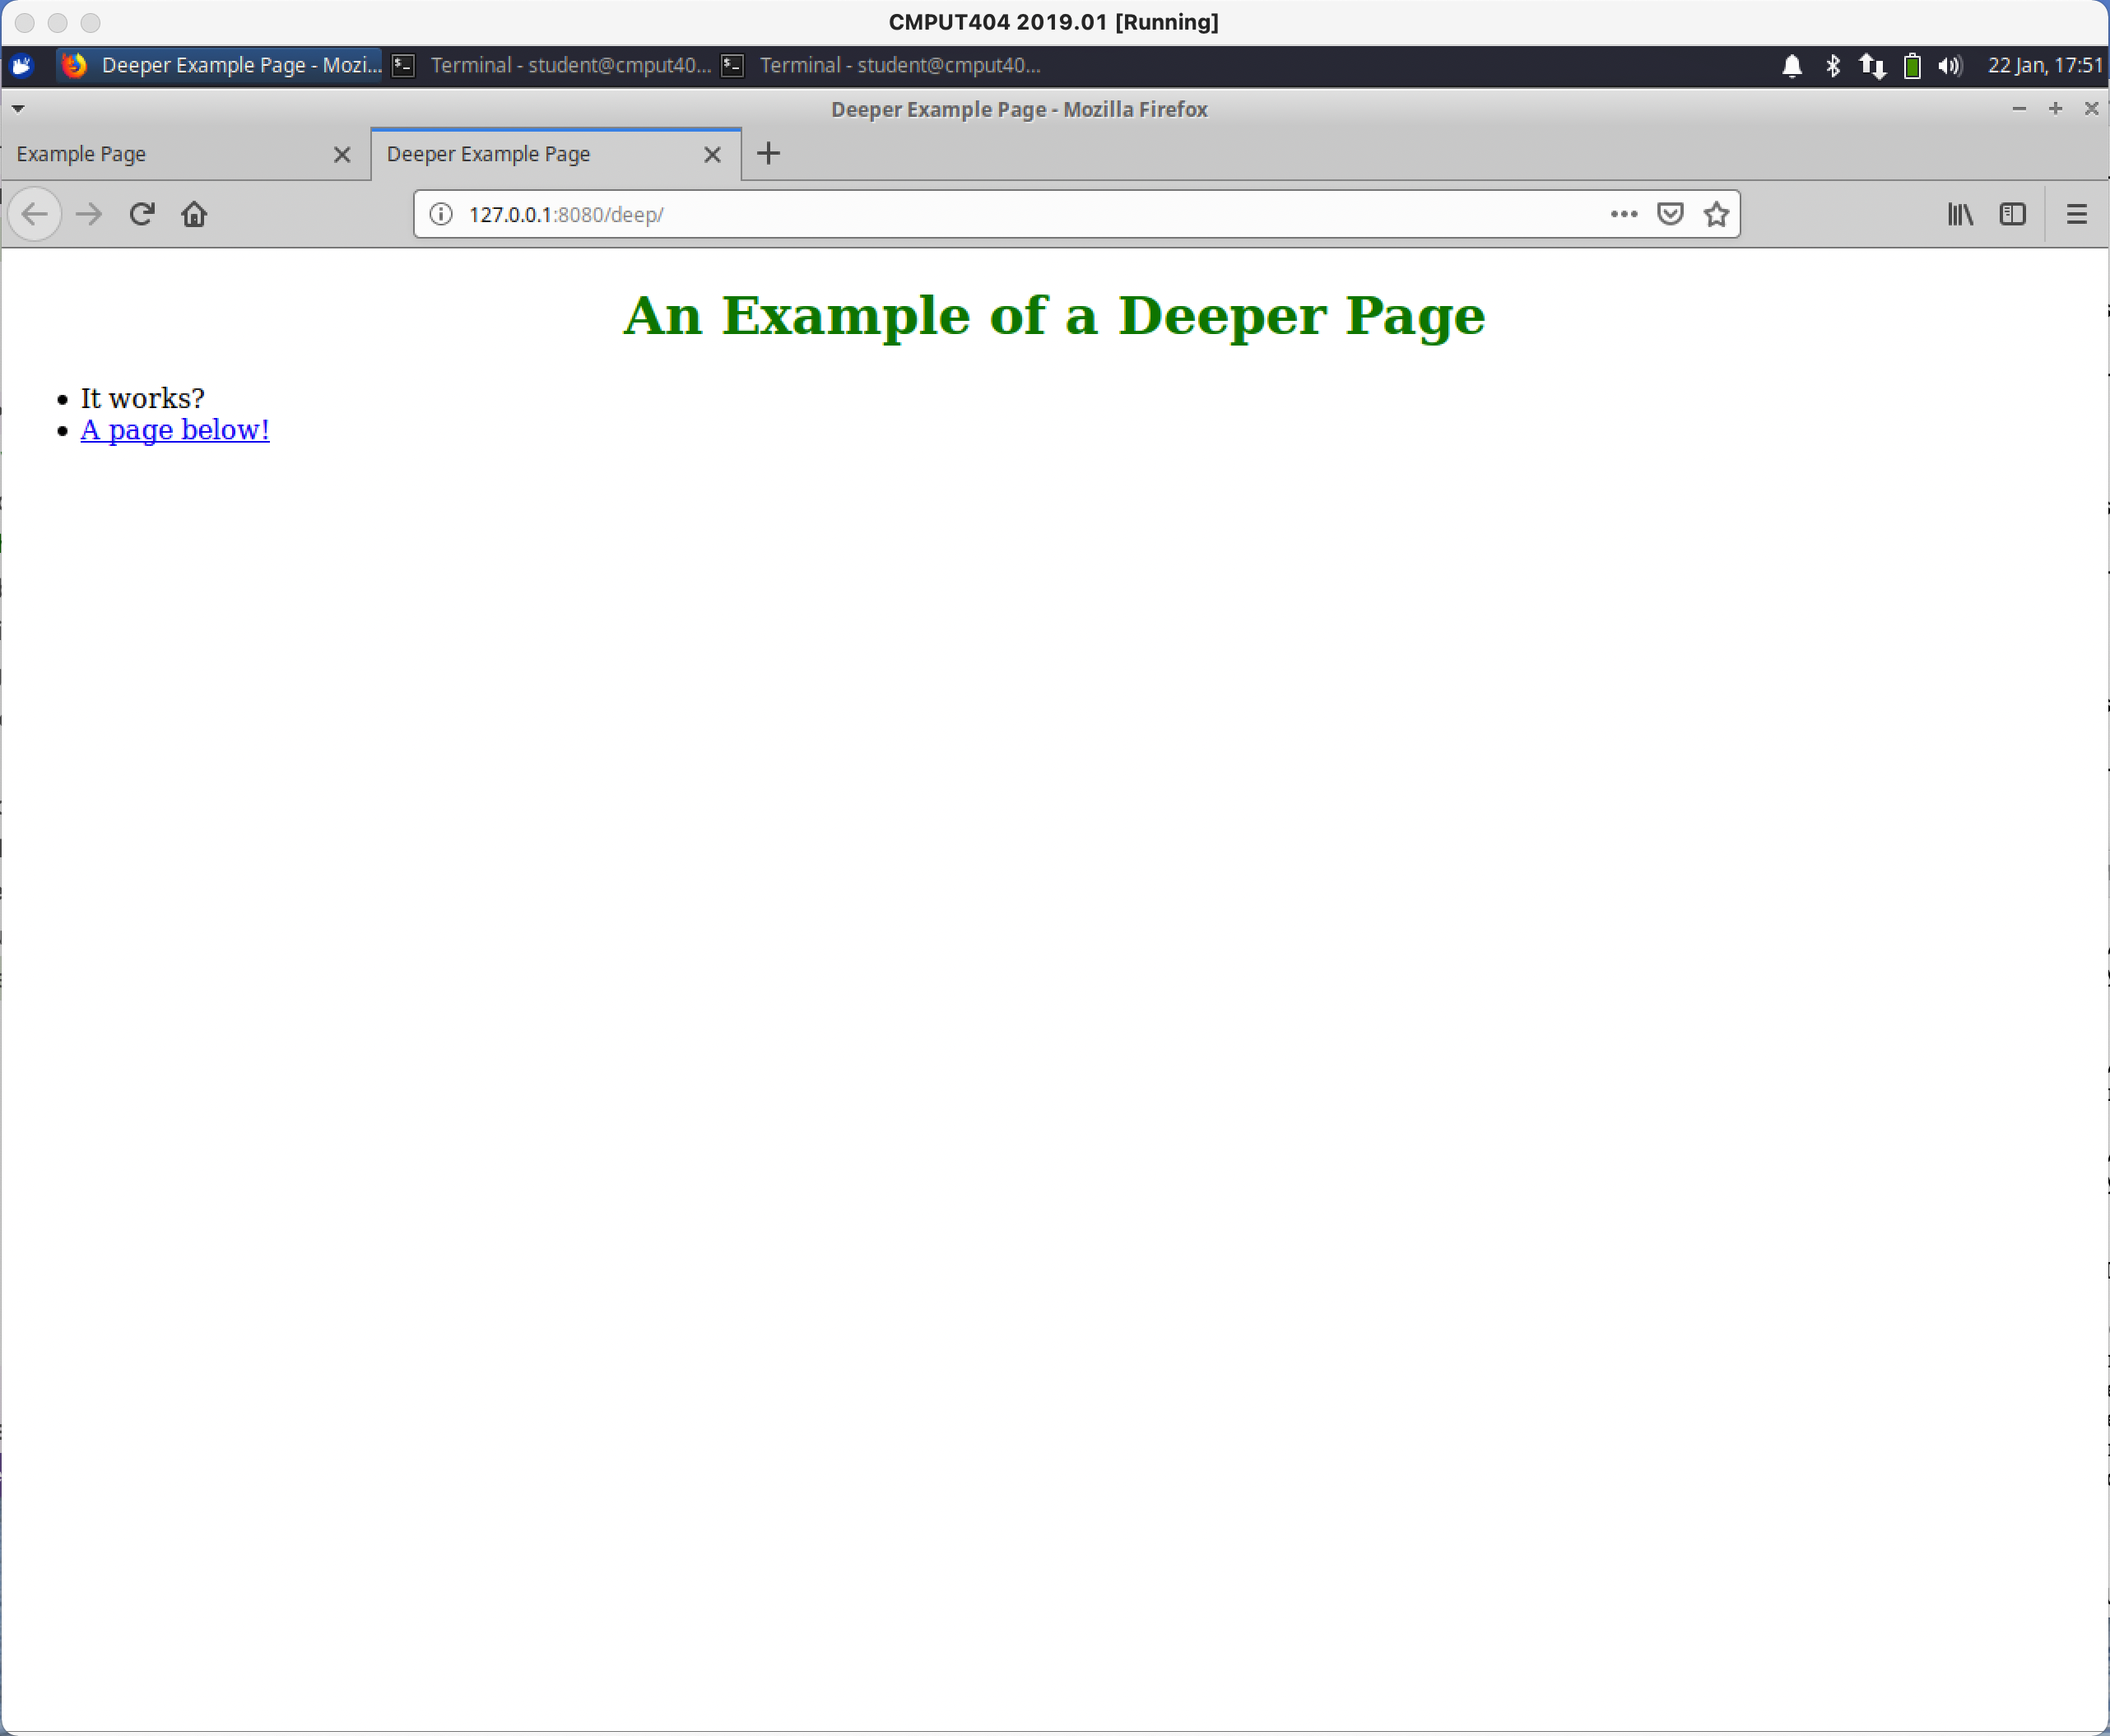 CMPUT404 2019.01 [Running]
Deeper Example Page - Mozi... Terminal - student@cmput40... Terminal - student@cmput40... 22 Jan, 17:51
Deeper Example Page - Mozilla Firefox
Example Page Deeper Example Page
127.0.0.1:8080/deep/
An Example of a Deeper Page
• It works?
• A page below!